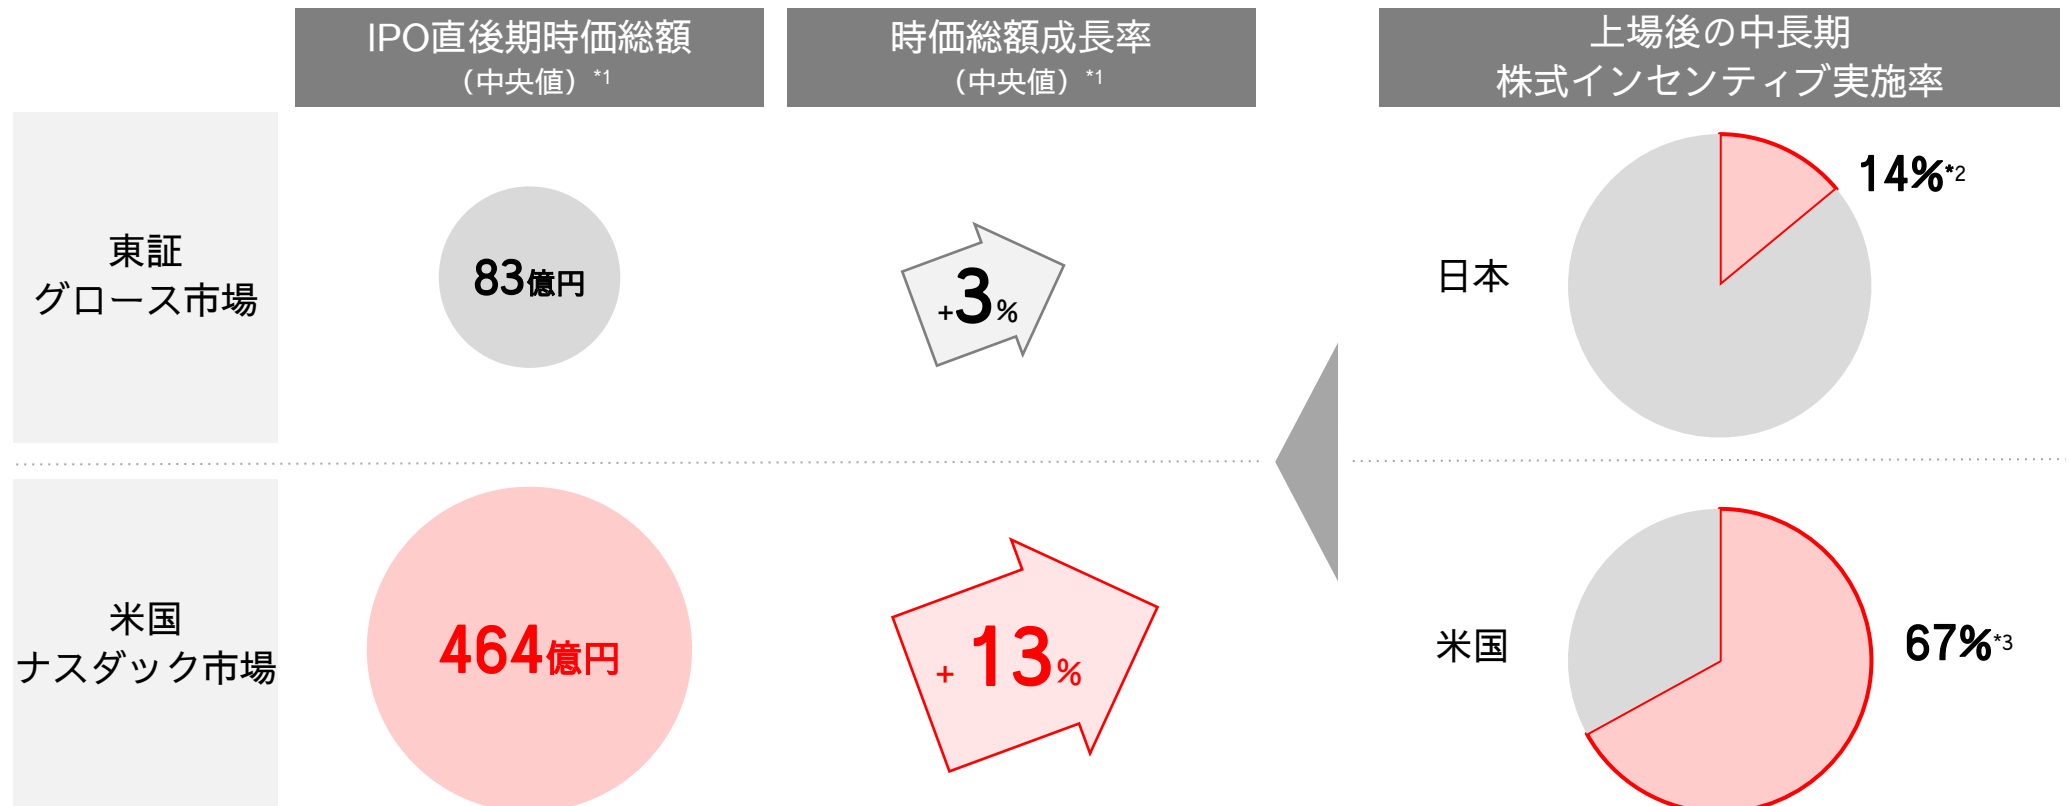 IPO直後期時価総額
（中央値）*1
時価総額成長率
（中央値）*1
上場後の中長期
株式インセンティブ実施率
東証
グロース市場
83億円
+3%
日本
14%*2
米国
ナスダック市場
464億円
+ 13%
米国
67%*3